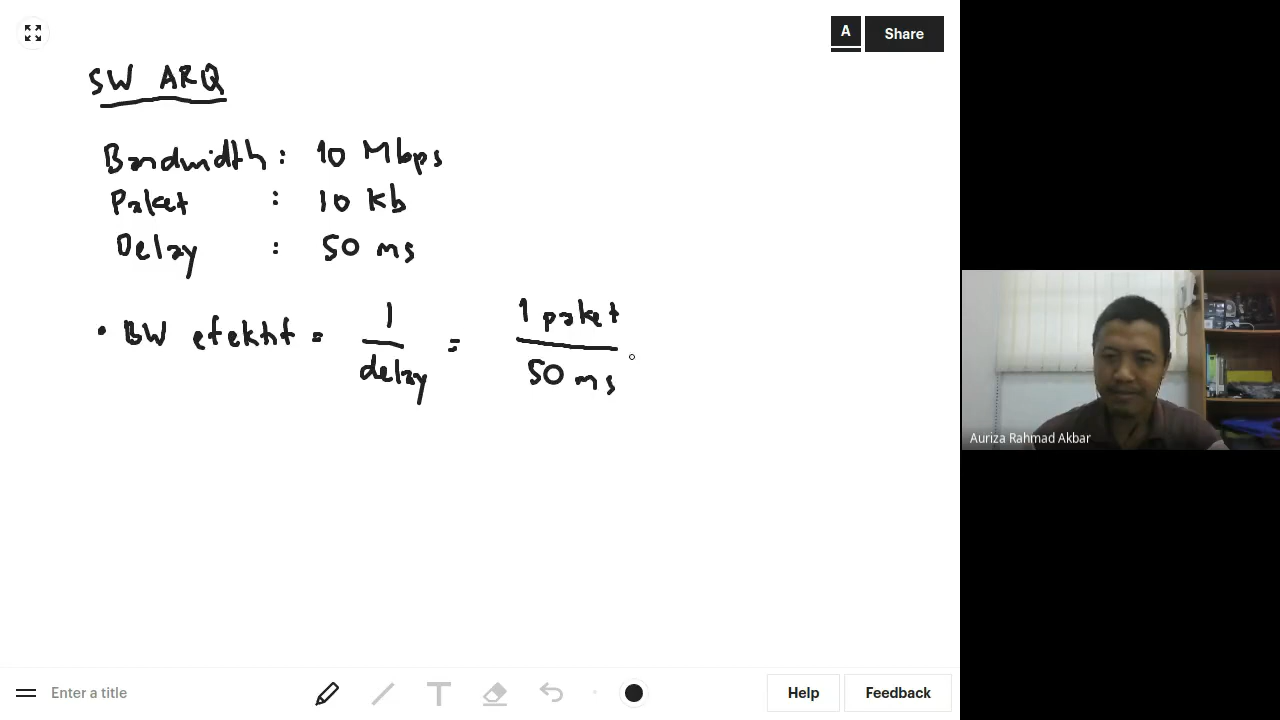 A Share
SW ARQ
Bandwidth : 10 Mbps
Paket : 10 Kb
Delay : 50 ms
• BW efektif = 1 / delay = 1 paket / 50 ms
Auriza Rahmad Akbar
Enter a title T Help Feedback